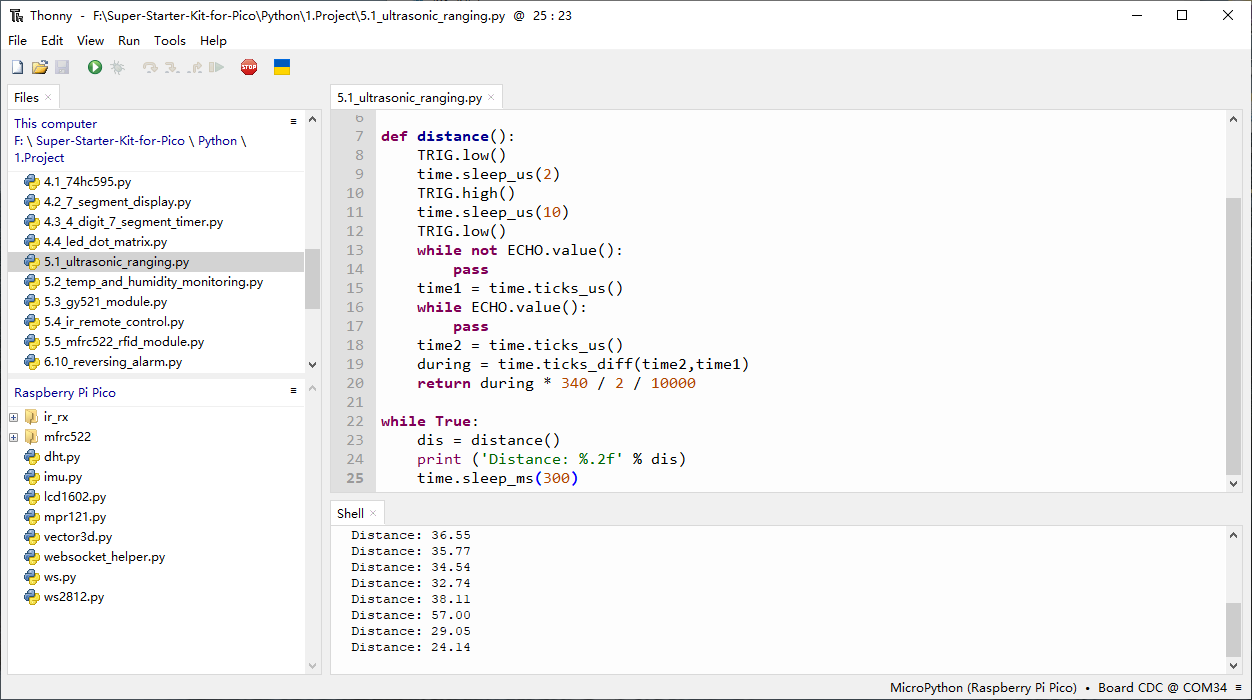 Thonny - F:\Super-Starter-Kit-for-Pico\Python\1.Project\5.1_ultrasonic_ranging.py @ 25 : 23
File Edit View Run Tools Help
STOP
Files
This computer
F: \ Super-Starter-Kit-for-Pico \ Python \
1.Project
4.1_74hc595.py
4.2_7_segment_display.py
4.3_4_digit_7_segment_timer.py
4.4_led_dot_matrix.py
5.1_ultrasonic_ranging.py
5.2_temp_and_humidity_monitoring.py
5.3_gy521_module.py
5.4_ir_remote_control.py
5.5_mfrc522_rfid_module.py
6.10_reversing_alarm.py
Raspberry Pi Pico
ir_rx
mfrc522
dht.py
imu.py
lcd1602.py
mpr121.py
vector3d.py
websocket_helper.py
ws.py
ws2812.py
5.1_ultrasonic_ranging.py
6
7 def distance():
8     TRIG.low()
9     time.sleep_us(2)
10     TRIG.high()
11     time.sleep_us(10)
12     TRIG.low()
13     while not ECHO.value():
14         pass
15     time1 = time.ticks_us()
16     while ECHO.value():
17         pass
18     time2 = time.ticks_us()
19     during = time.ticks_diff(time2,time1)
20     return during * 340 / 2 / 10000
21
22 while True:
23     dis = distance()
24     print ('Distance: %.2f' % dis)
25     time.sleep_ms(300)
Shell
Distance: 36.55
Distance: 35.77
Distance: 34.54
Distance: 32.74
Distance: 38.11
Distance: 57.00
Distance: 29.05
Distance: 24.14
MicroPython (Raspberry Pi Pico) • Board CDC @ COM34 ≡